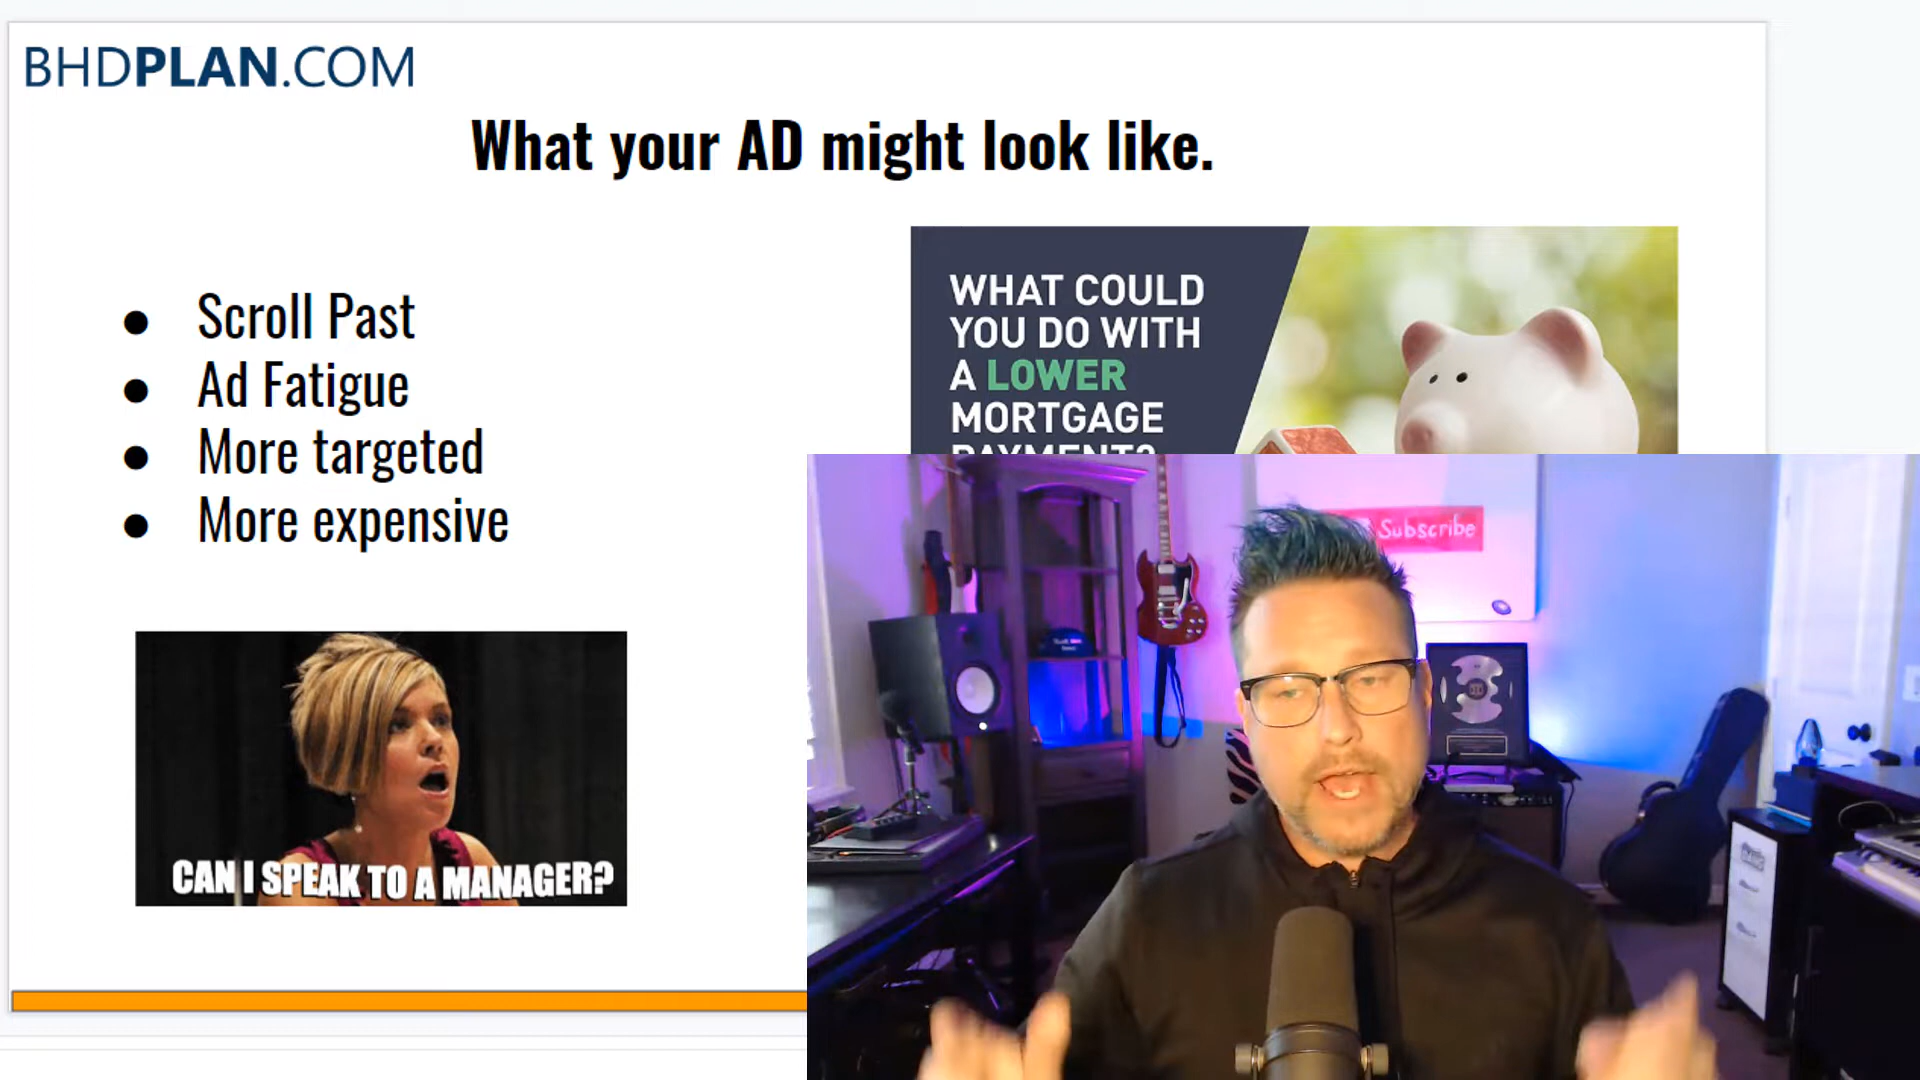 BHDPLAN.COM
What your AD might look like.
● Scroll Past
● Ad Fatigue
● More targeted
● More expensive
WHAT COULD
YOU DO WITH
A LOWER
MORTGAGE
PAYMENT?
Subscribe
CAN I SPEAK TO A MANAGER?